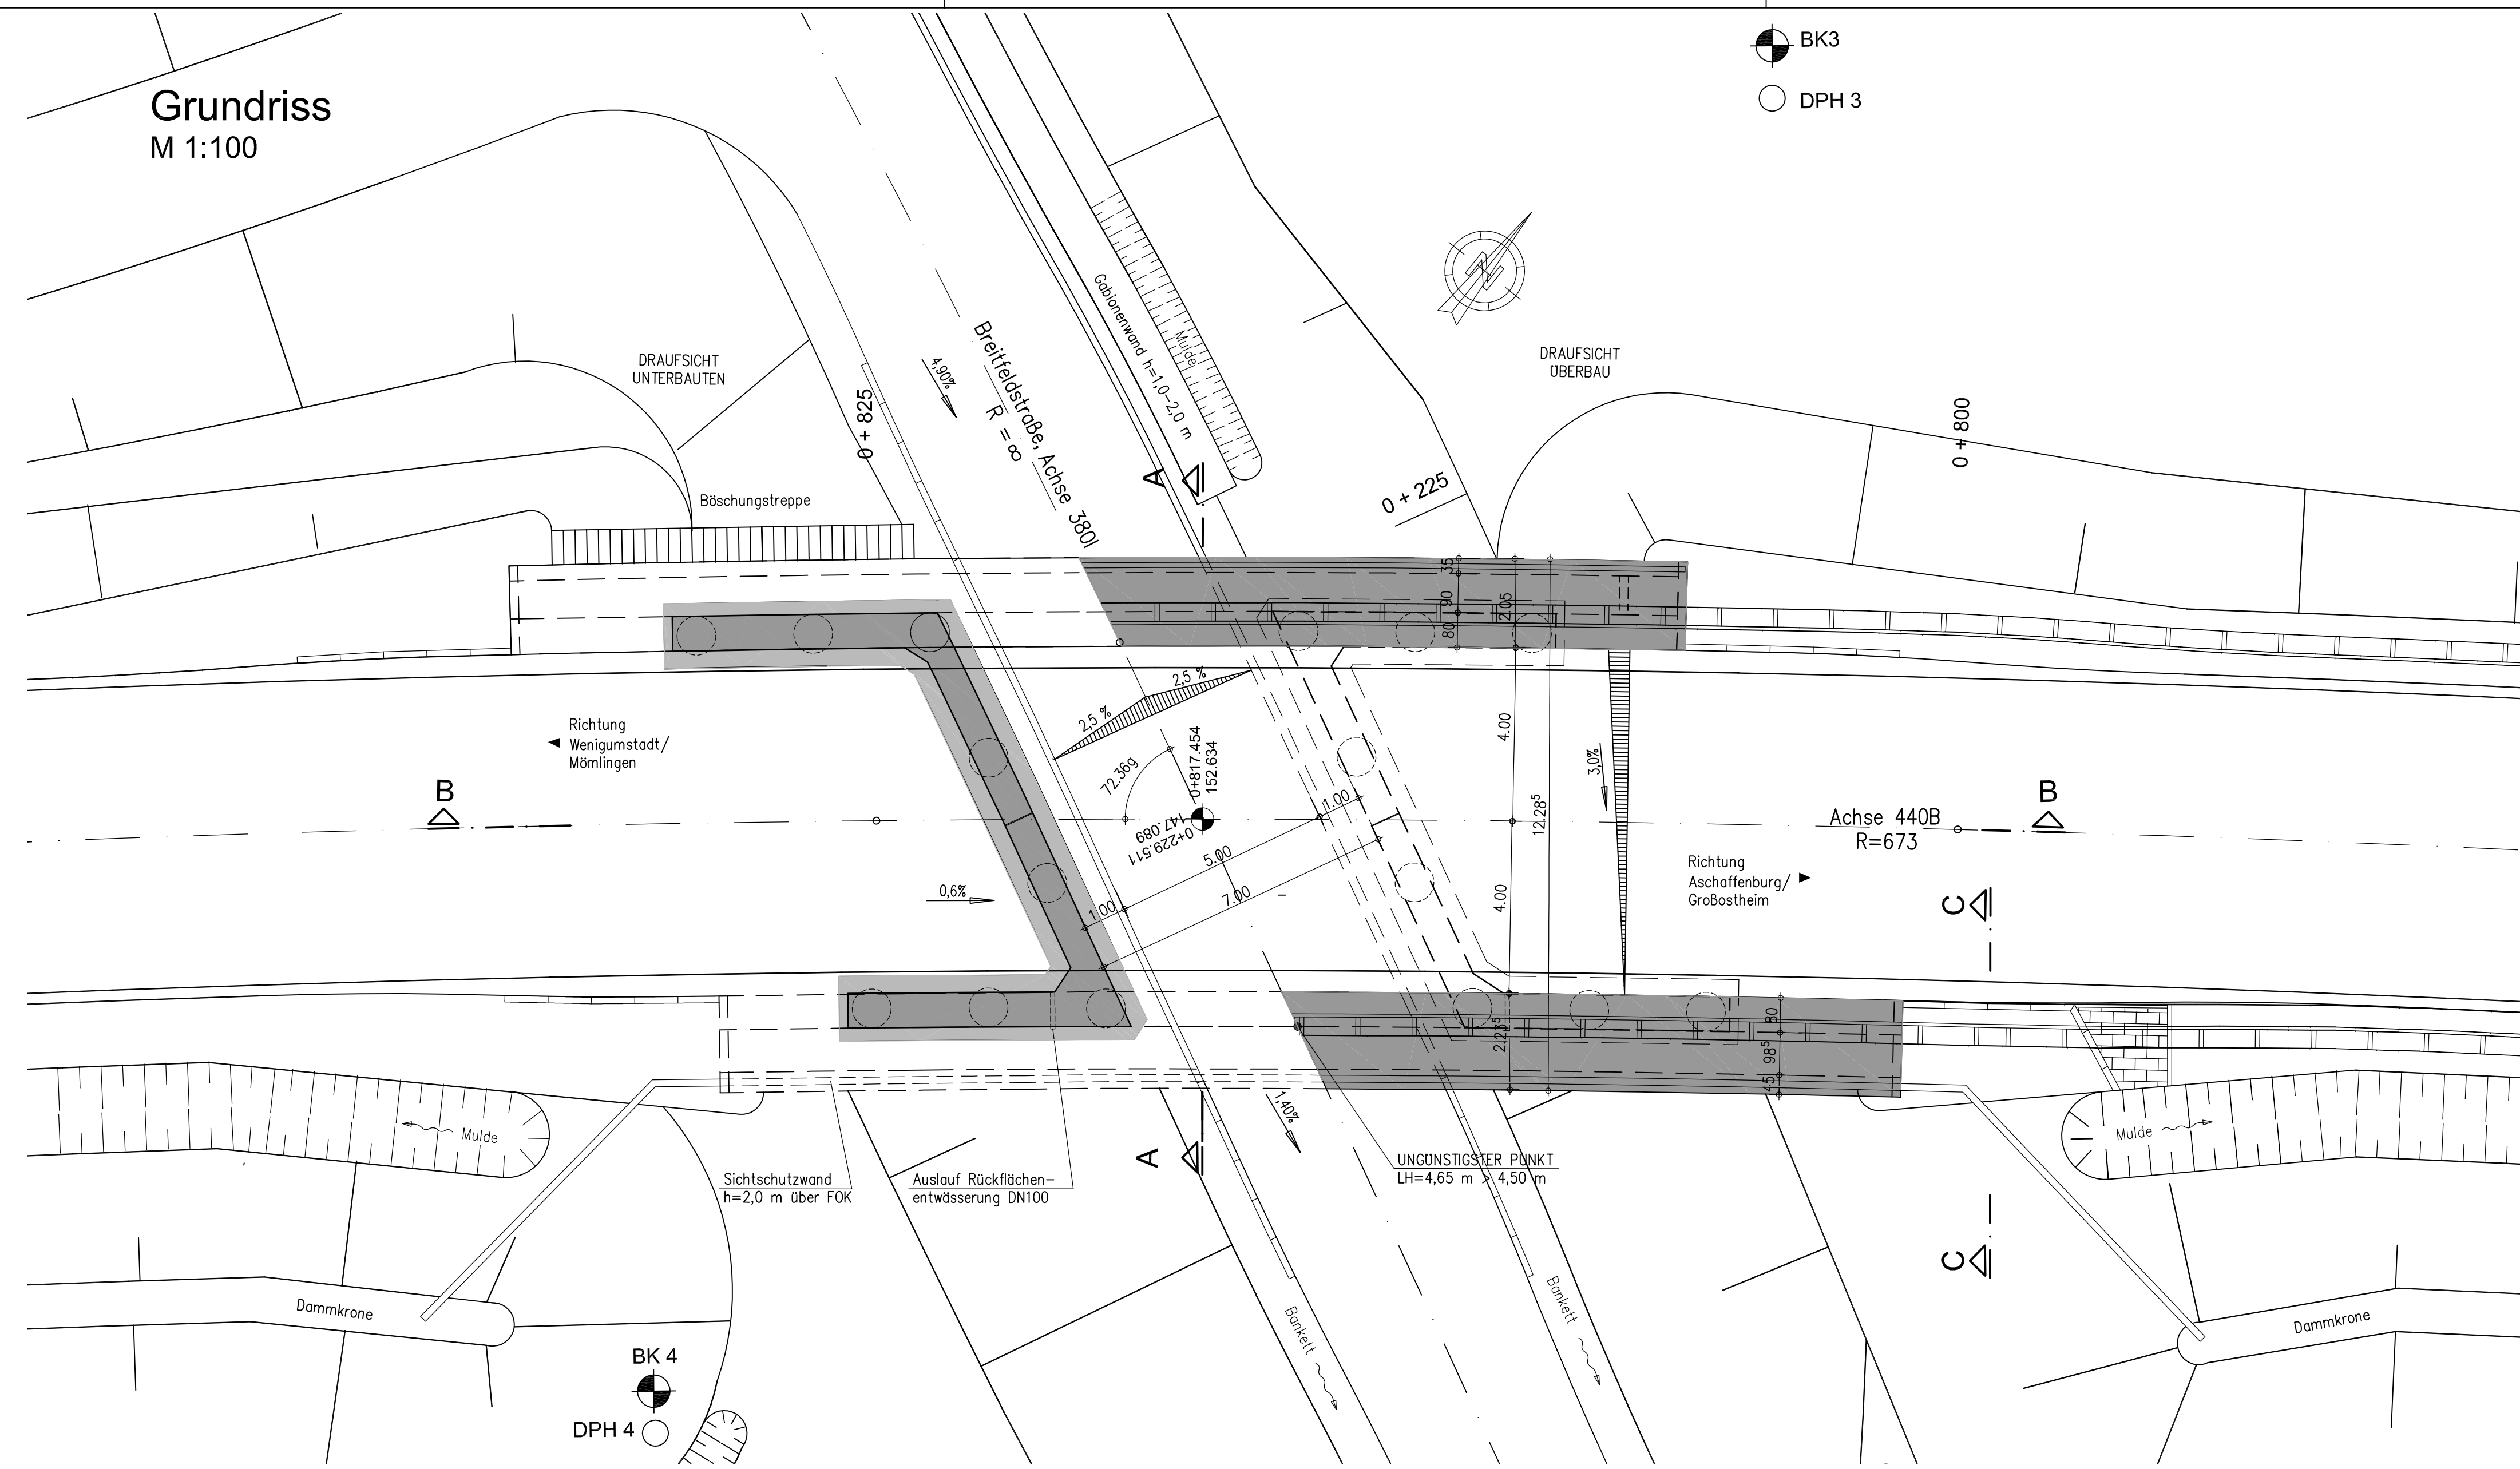 Grundriss
M 1:100
BK3
DPH 3
DRAUFSICHT
UNTERBAUTEN
DRAUFSICHT
ÜBERBAU
0 + 825
4,90%
Breitfeldstraße, Achse 380I
R = ∞
Gabionenwand h=1,0-2,0 m
Mulde
A
0 + 225
0 + 800
Böschungstreppe
35
90
80
2.05
2,5 %
2,5 %
Richtung
Wenigumstadt/
Mömlingen
72.36g
0+817.454
152.634
0+229.511
147.089
4.00
3,0%
12.28⁵
1.00
5.00
7.00
1.00
4.00
B
B
Achse 440B
R=673
Richtung
Aschaffenburg/
Großostheim
0,6%
C
2.23⁵
80
98⁵
45
Mulde
Mulde
1,40%
A
UNGÜNSTIGSTER PUNKT
LH=4,65 m > 4,50 m
Sichtschutzwand
h=2,0 m über FOK
Auslauf Rückflächen-
entwässerung DN100
C
Dammkrone
Dammkrone
Bankett
Bankett
BK 4
DPH 4